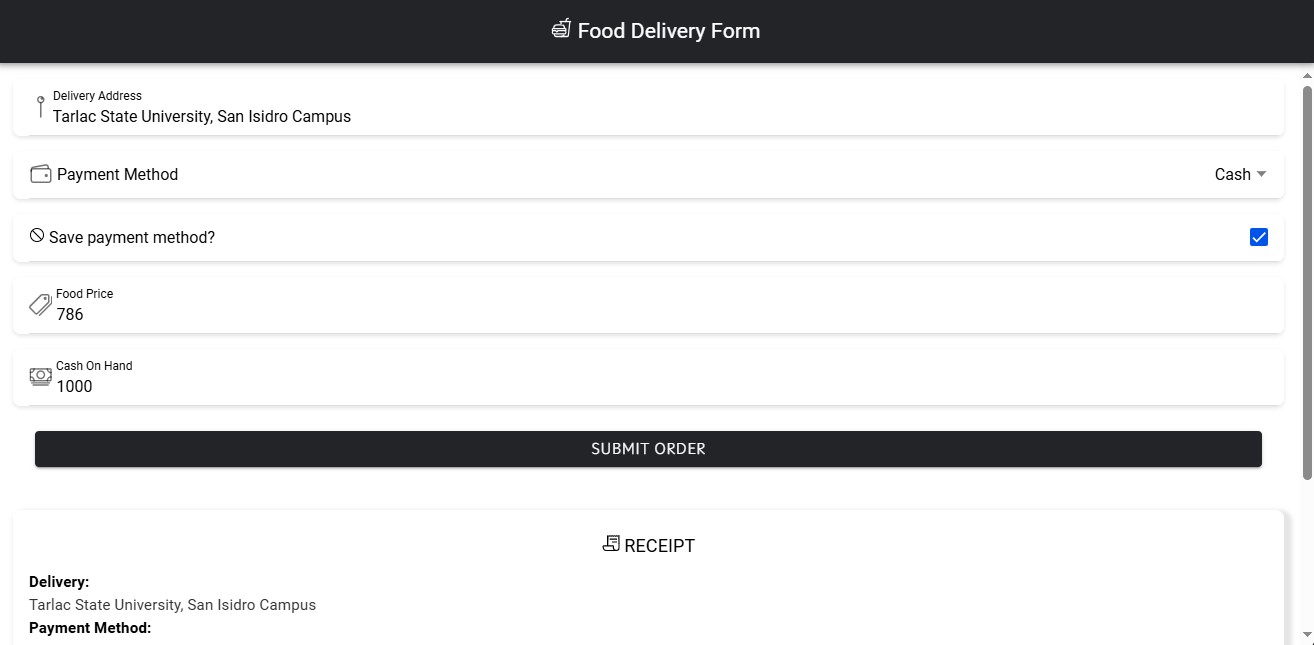 Food Delivery Form
Delivery Address
Tarlac State University, San Isidro Campus
Payment Method
Cash
Save payment method?
Food Price
786
Cash On Hand
1000
SUBMIT ORDER
RECEIPT
Delivery:
Tarlac State University, San Isidro Campus
Payment Method: